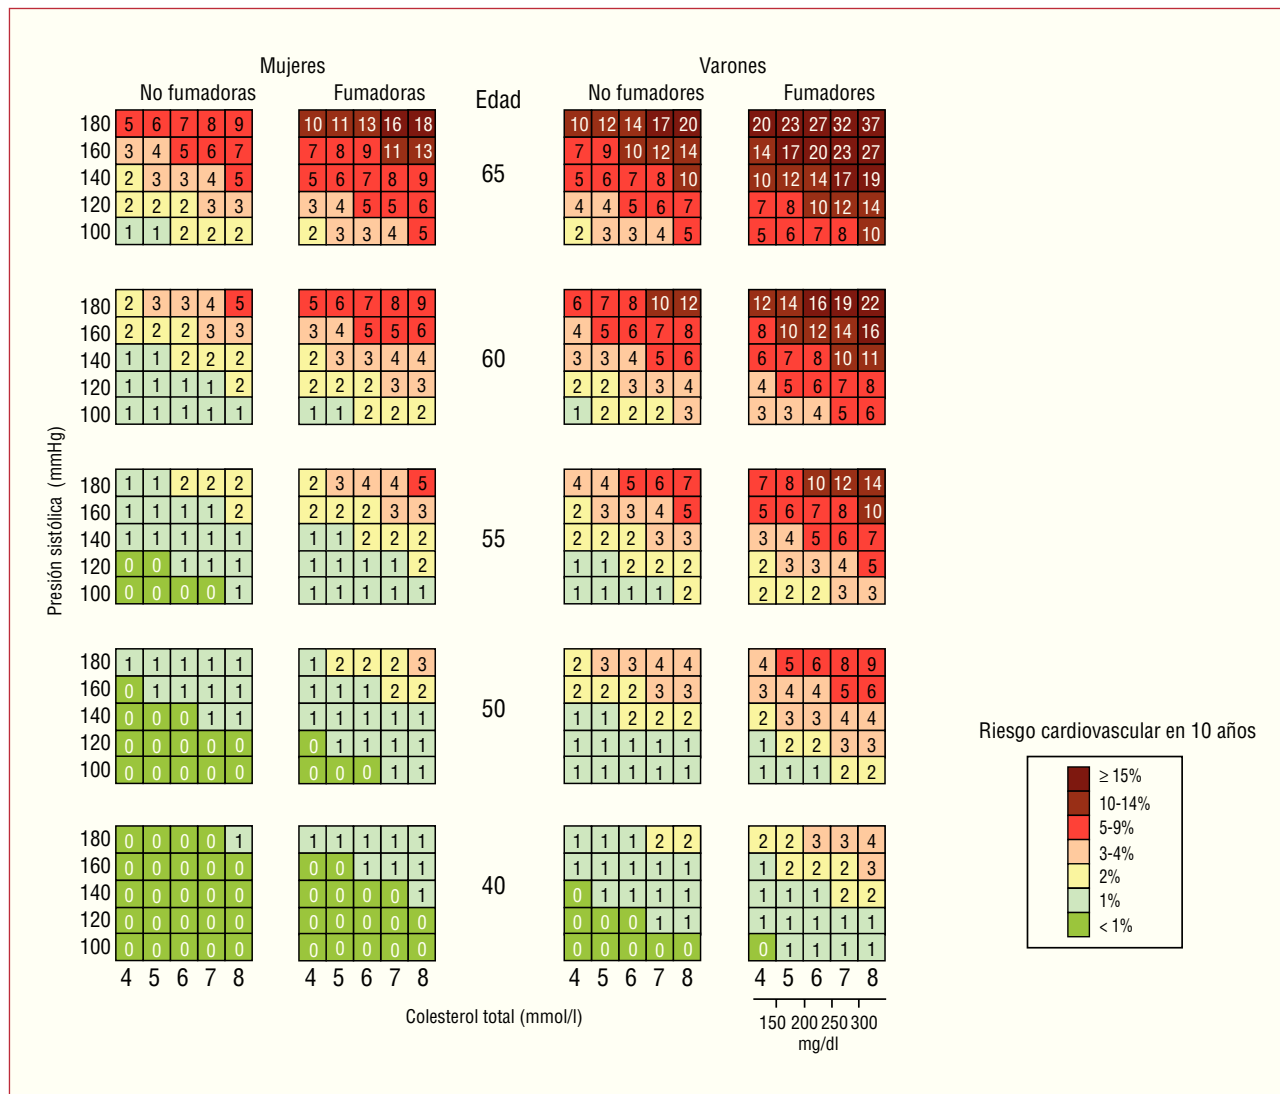 Mujeres Varones
No fumadoras Fumadoras Edad No fumadores Fumadores
180 5 6 7 8 9 10 11 13 16 18 10 12 14 17 20 20 23 27 32 37
160 3 4 5 6 7 7 8 9 11 13 7 9 10 12 14 14 17 20 23 27
140 2 3 3 4 5 5 6 7 8 9 65 5 6 7 8 10 10 12 14 17 19
120 2 2 2 3 3 3 4 5 5 6 4 4 5 6 7 7 8 10 12 14
100 1 1 2 2 2 2 3 3 4 5 2 3 3 4 5 5 6 7 8 10
180 2 3 3 4 5 5 6 7 8 9 6 7 8 10 12 12 14 16 19 22
160 2 2 2 3 3 3 4 5 5 6 4 5 6 7 8 8 10 12 14 16
140 1 1 2 2 2 2 3 3 4 4 60 3 3 4 5 6 6 7 8 10 11
120 1 1 1 1 2 2 2 2 3 3 2 2 3 3 4 4 5 6 7 8
100 1 1 1 1 1 1 1 2 2 2 1 2 2 2 3 3 3 4 5 6
Presión sistólica (mmHg)
180 1 1 2 2 2 2 3 4 4 5 4 4 5 6 7 7 8 10 12 14
160 1 1 1 1 2 2 2 2 3 3 2 3 3 4 5 5 6 7 8 10
140 1 1 1 1 1 1 1 2 2 2 55 2 2 2 3 3 3 4 5 6 7
120 0 0 1 1 1 1 1 1 1 2 1 1 2 2 2 2 3 3 4 5
100 0 0 0 0 1 1 1 1 1 1 1 1 1 1 2 2 2 2 3 3
180 1 1 1 1 1 1 2 2 2 3 2 3 3 4 4 4 5 6 8 9
160 0 1 1 1 1 1 1 1 2 2 2 2 2 3 3 3 4 4 5 6
140 0 0 0 1 1 1 1 1 1 1 50 1 1 2 2 2 2 3 3 4 4
120 0 0 0 0 0 0 1 1 1 1 1 1 1 1 1 1 2 2 3 3
100 0 0 0 0 0 0 0 0 1 1 1 1 1 1 1 1 1 1 2 2
180 0 0 0 0 1 1 1 1 1 1 1 1 1 2 2 2 2 3 3 4
160 0 0 0 0 0 0 0 1 1 1 1 1 1 1 1 1 2 2 2 3
140 0 0 0 0 0 0 0 0 0 1 40 0 1 1 1 1 1 1 1 2 2
120 0 0 0 0 0 0 0 0 0 0 0 0 0 1 1 1 1 1 1 1
100 0 0 0 0 0 0 0 0 0 0 0 0 0 0 0 0 1 1 1 1
4 5 6 7 8 4 5 6 7 8 4 5 6 7 8 4 5 6 7 8
Colesterol total (mmol/l)
150 200 250 300
mg/dl
Riesgo cardiovascular en 10 años
≥ 15%
10-14%
5-9%
3-4%
2%
1%
< 1%